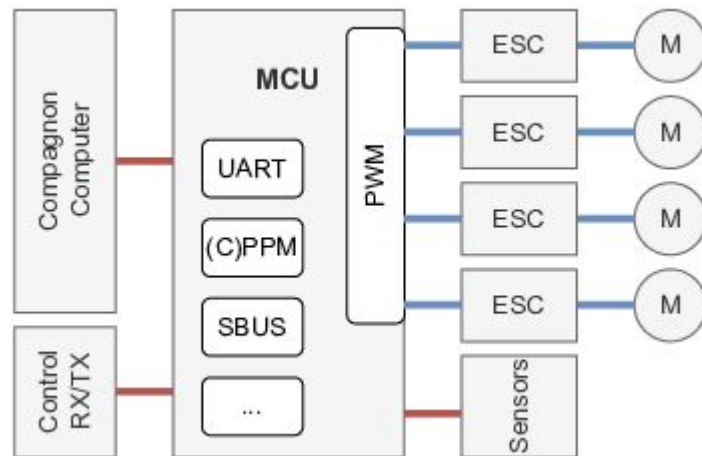 Compagnon
Computer
Control
RX/TX
MCU
UART
(C)PPM
SBUS
...
PWM
ESC
M
ESC
M
ESC
M
ESC
M
Sensors